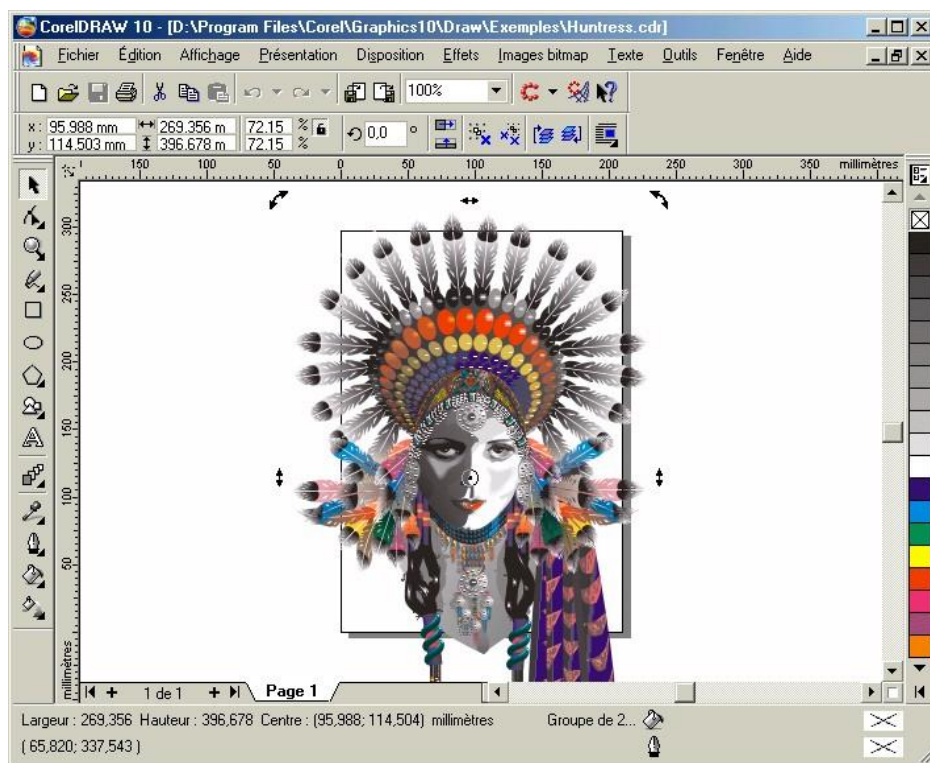 CorelDRAW 10 - [D:\Program Files\Corel\Graphics10\Draw\Exemples\Huntress.cdr]
Fichier Édition Affichage Présentation Disposition Effets Images bitmap Texte Outils Fenêtre Aide
100%
x: 95.988 mm 269.356 m 72.15 % 0,0 °
y: 114.503 mm 396.678 m 72.15 %
150 100 50 0 50 100 150 200 250 300 350 millimètres
300
250
200
150
100
50
millimètres
1 de 1 Page 1
Largeur : 269,356 Hauteur : 396,678 Centre : (95,988; 114,504) millimètres Groupe de 2...
( 65,820; 337,543 )